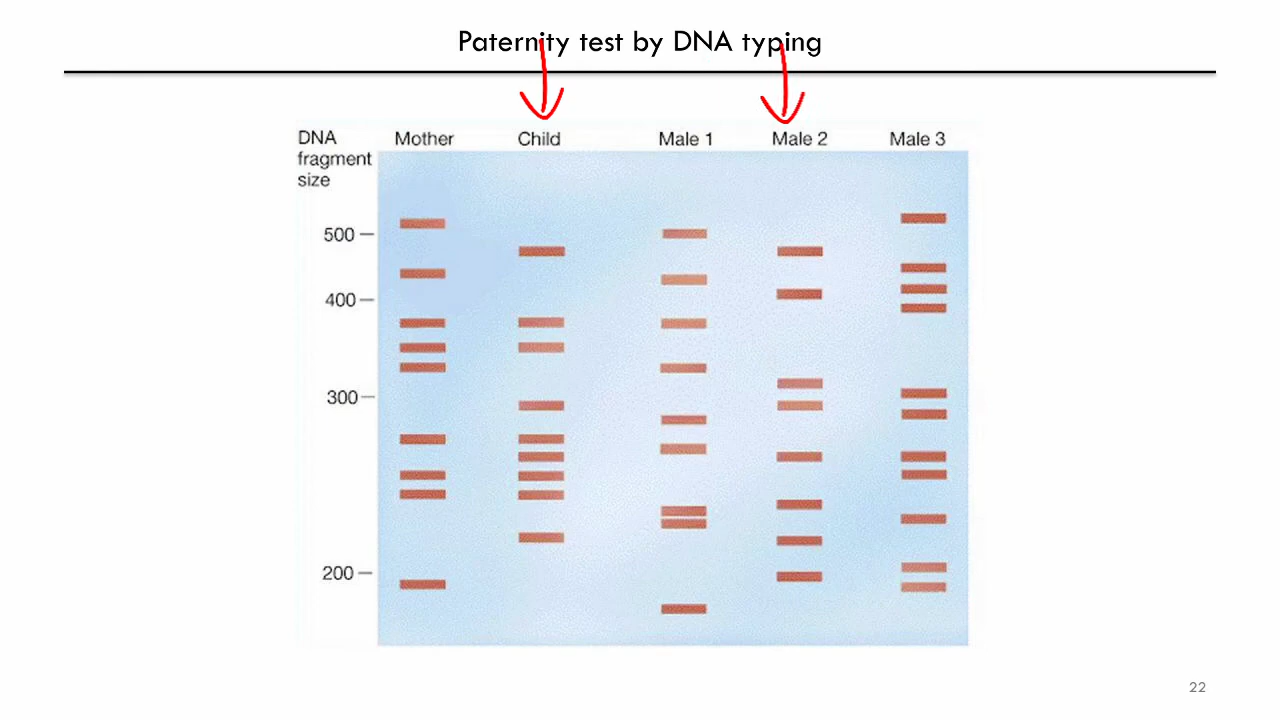 Paternity test by DNA typing
DNA
fragment
size
Mother
Child
Male 1
Male 2
Male 3
500
400
300
200
22